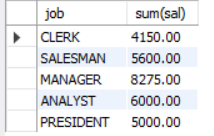 job sum(sal)
CLERK 4150.00
SALESMAN 5600.00
MANAGER 8275.00
ANALYST 6000.00
PRESIDENT 5000.00